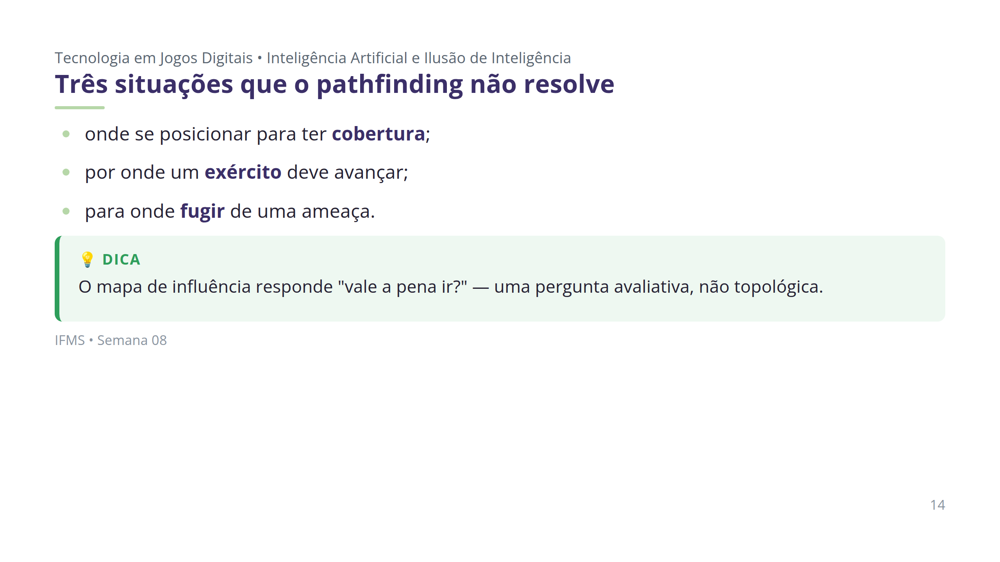 Tecnologia em Jogos Digitais • Inteligência Artificial e Ilusão de Inteligência
Três situações que o pathfinding não resolve
onde se posicionar para ter cobertura;
por onde um exército deve avançar;
para onde fugir de uma ameaça.
💡 DICA
O mapa de influência responde "vale a pena ir?" — uma pergunta avaliativa, não topológica.
IFMS • Semana 08
14